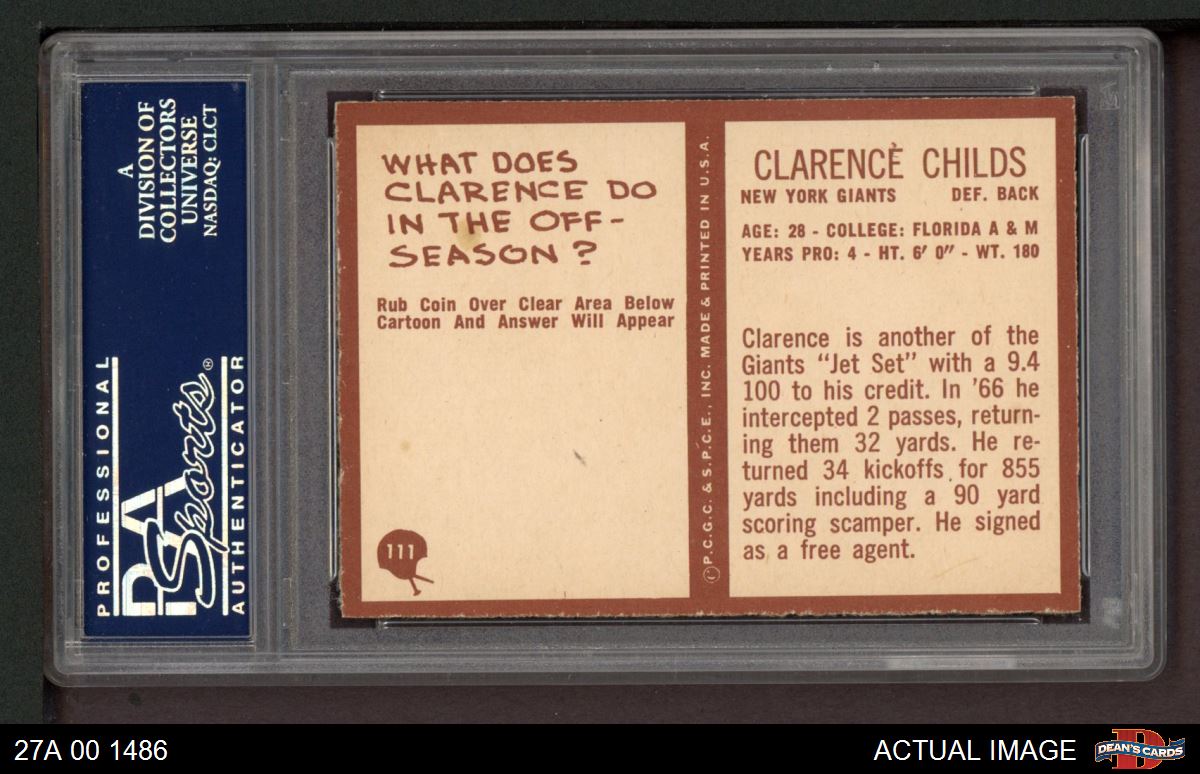 A
DIVISION OF
COLLECTORS
UNIVERSE
NASDAQ: CLCT
PROFESSIONAL
PSA
Sports®
AUTHENTICATOR
WHAT DOES
CLARENCE DO
IN THE OFF-
SEASON?
Rub Coin Over Clear Area Below
Cartoon And Answer Will Appear
111
©P.C.G.C. & S.P.C.E., INC. MADE & PRINTED IN U.S.A.
CLARENCE CHILDS
NEW YORK GIANTS DEF. BACK
AGE: 28 - COLLEGE: FLORIDA A & M
YEARS PRO: 4 - HT. 6' 0" - WT. 180
Clarence is another of the
Giants "Jet Set" with a 9.4
100 to his credit. In '66 he
intercepted 2 passes, return-
ing them 32 yards. He re-
turned 34 kickoffs for 855
yards including a 90 yard
scoring scamper. He signed
as a free agent.
27A 00 1486
ACTUAL IMAGE
D
DEAN'S CARDS